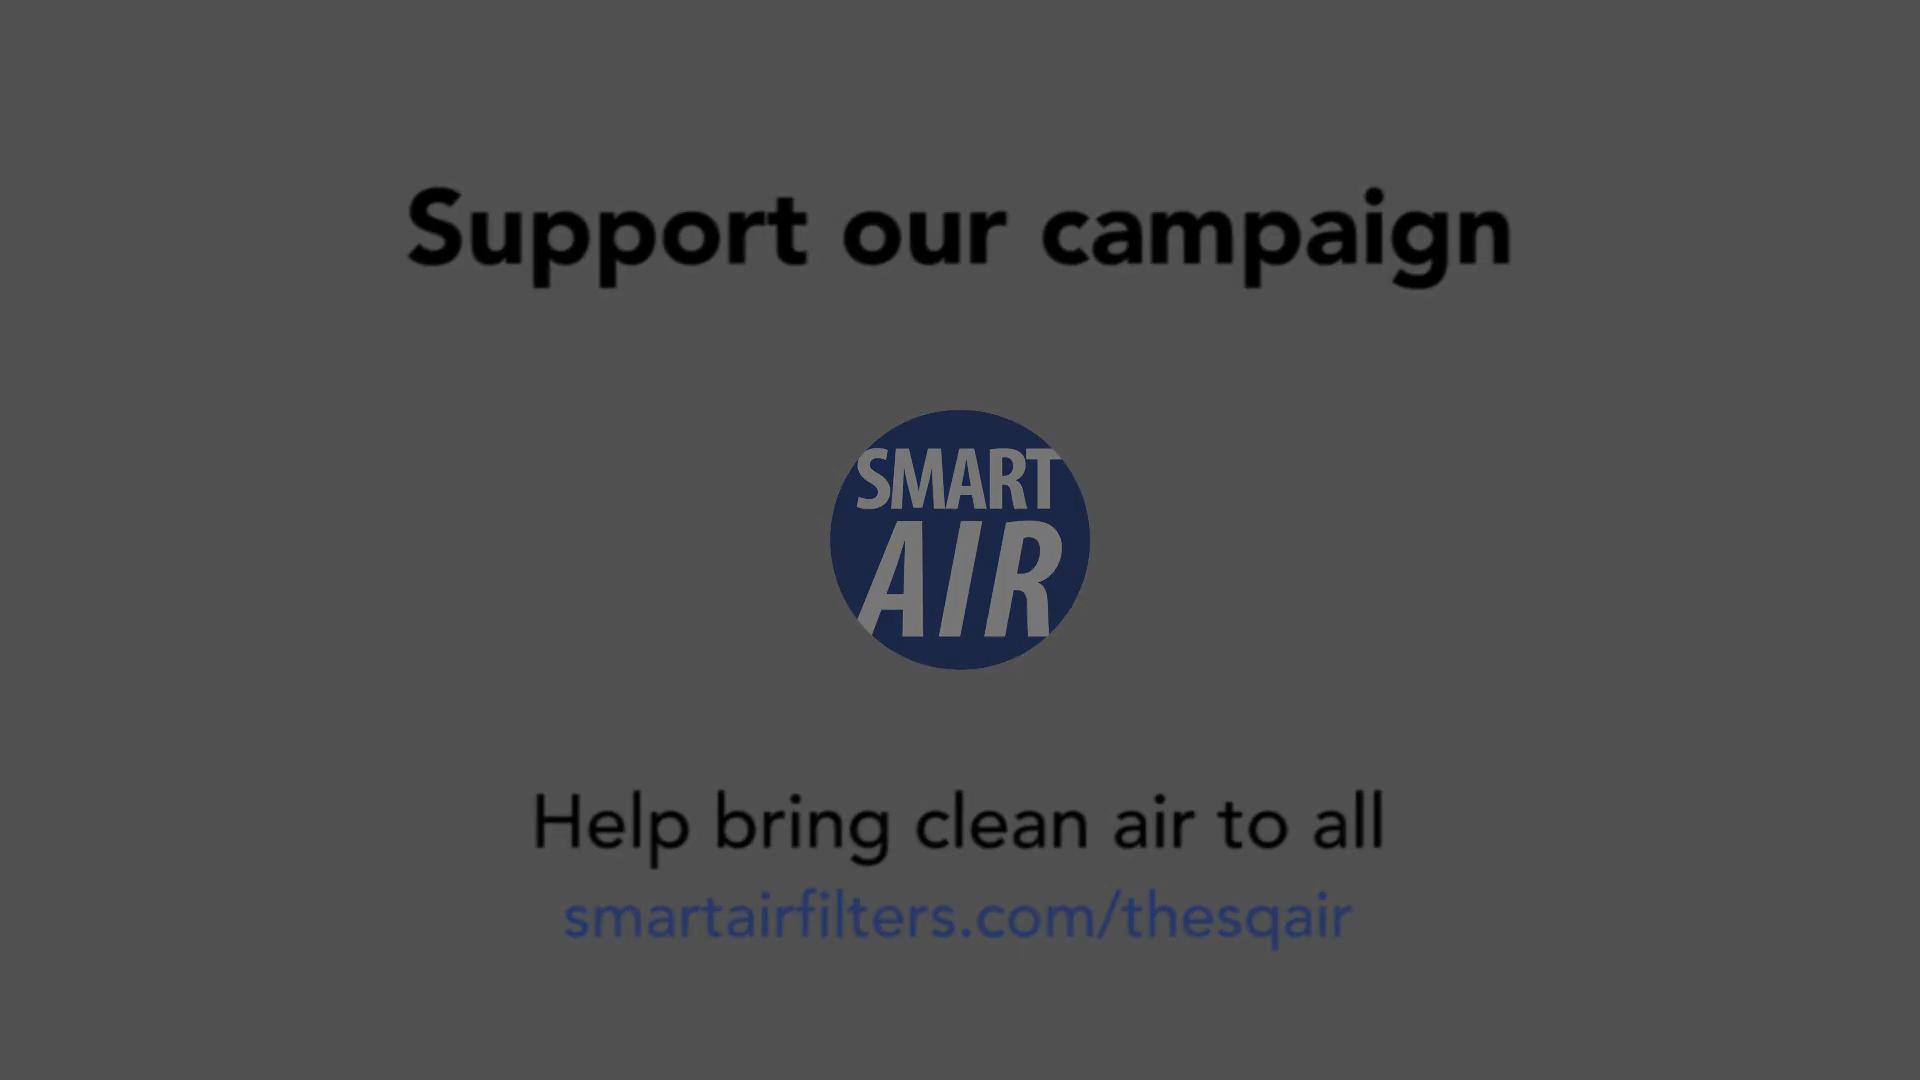 Support our campaign
SMART
AIR
Help bring clean air to all
smartairfilters.com/thesqair